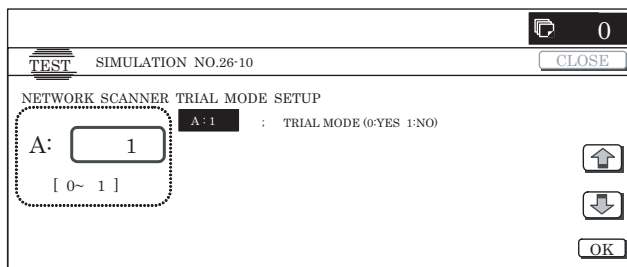 0
TEST SIMULATION NO.26-10 CLOSE
NETWORK SCANNER TRIAL MODE SETUP
A:1 ; TRIAL MODE (0:YES 1:NO)
A: 1
[ 0~ 1 ]
OK